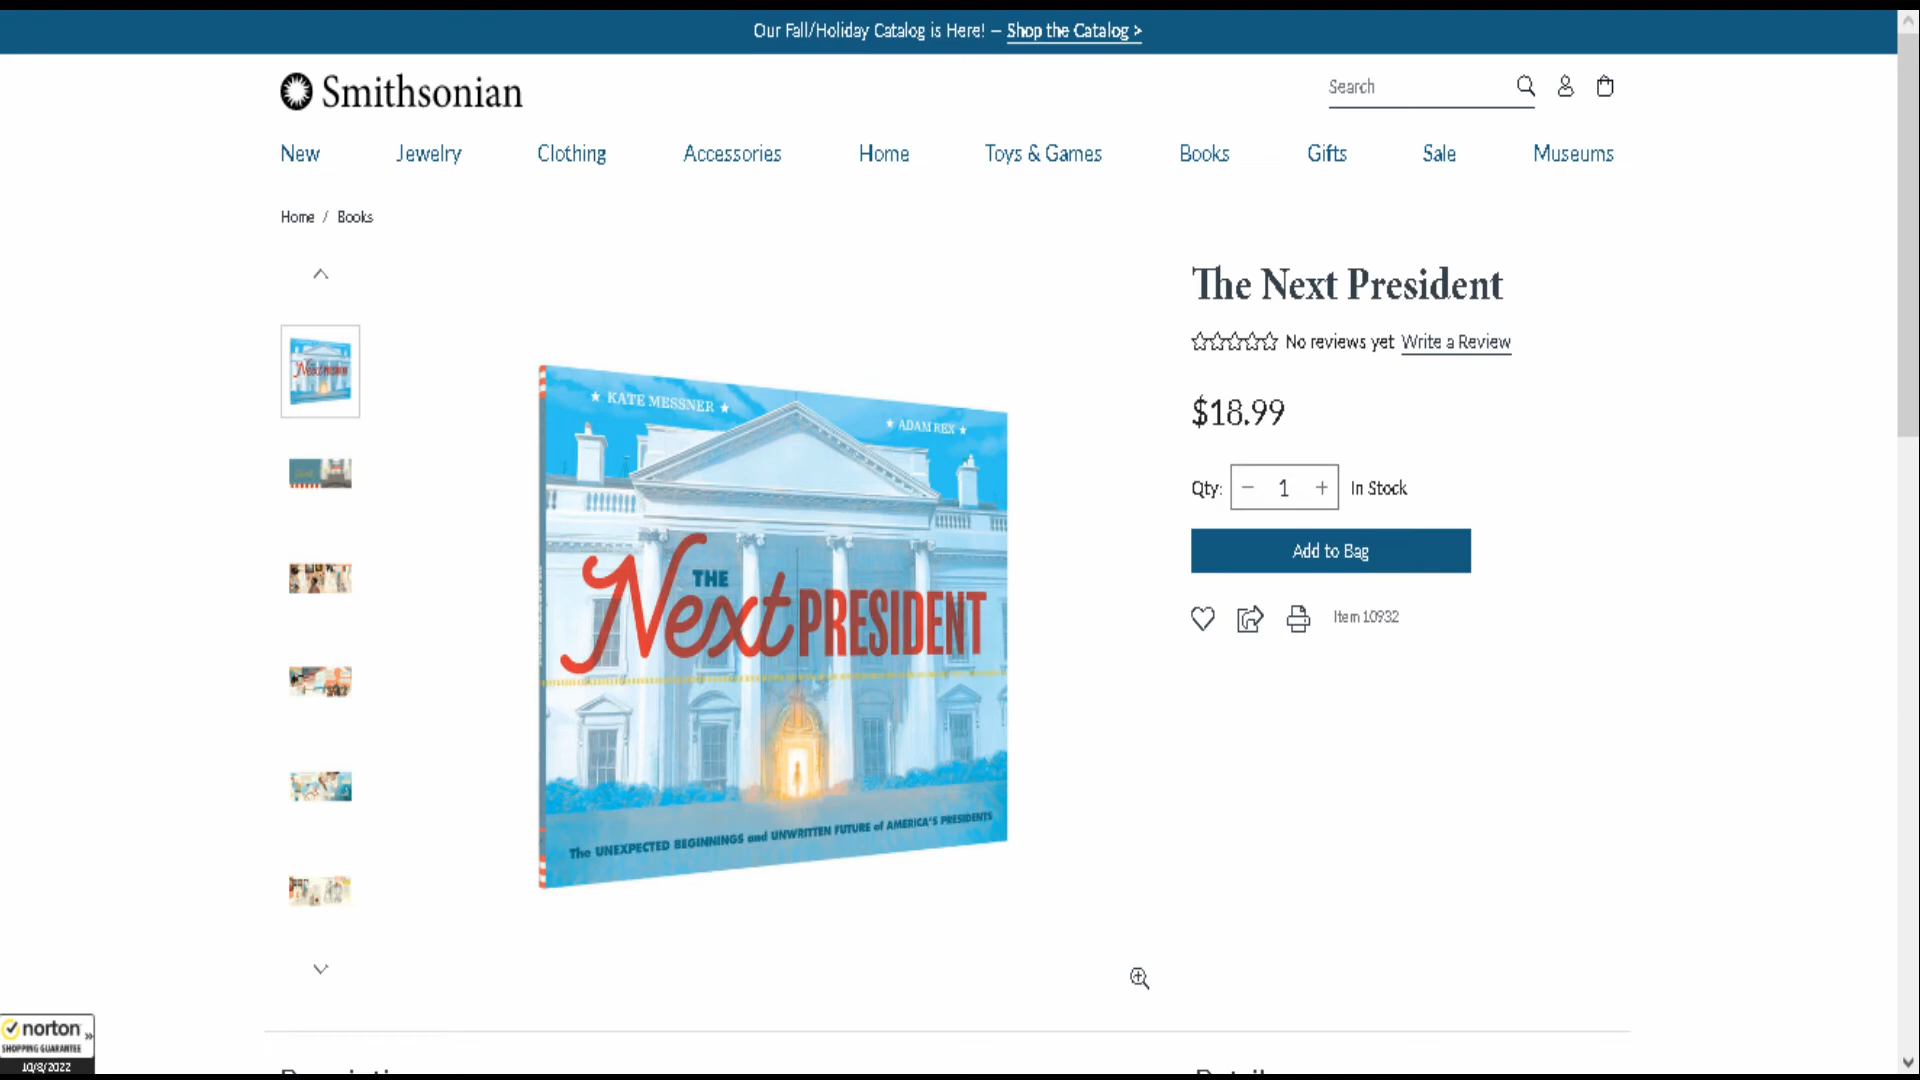 Our Fall/Holiday Catalog is Here! – Shop the Catalog >
Smithsonian
Search
New Jewelry Clothing Accessories Home Toys & Games Books Gifts Sale Museums
Home / Books
The Next President
No reviews yet Write a Review
$18.99
Qty: − 1 + In Stock
Add to Bag
Item 10932
★ KATE MESSNER ★
★ ADAM REX ★
THE
Next PRESIDENT
The UNEXPECTED BEGINNINGS and UNWRITTEN FUTURE of AMERICA'S PRESIDENTS
norton
SHOPPING GUARANTEE
10/8/2022